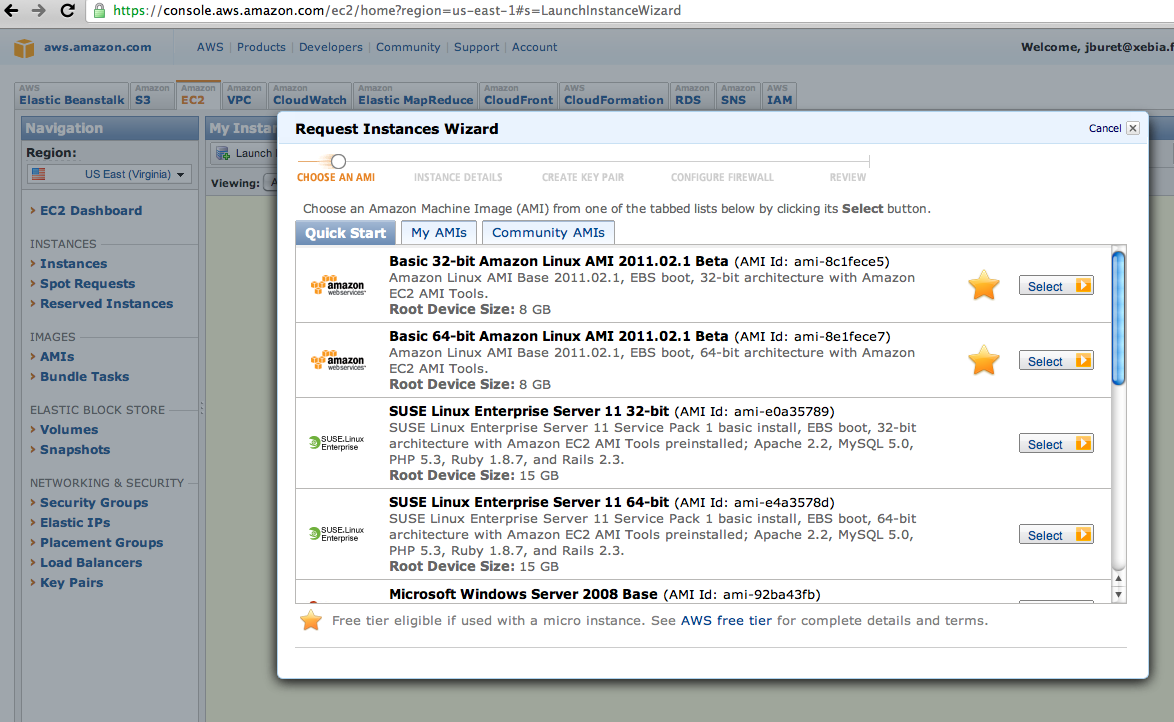 https://console.aws.amazon.com/ec2/home?region=us-east-1#s=LaunchInstanceWizard
aws.amazon.com
AWS | Products | Developers | Community | Support | Account
Welcome, jburet@xebia.f
AWS Elastic Beanstalk
Amazon S3
Amazon EC2
Amazon VPC
Amazon CloudWatch
Amazon Elastic MapReduce
Amazon CloudFront
AWS CloudFormation
Amazon RDS
Amazon SNS
AWS IAM
Navigation
Region:
US East (Virginia)
EC2 Dashboard
INSTANCES
Instances
Spot Requests
Reserved Instances
IMAGES
AMIs
Bundle Tasks
ELASTIC BLOCK STORE
Volumes
Snapshots
NETWORKING & SECURITY
Security Groups
Elastic IPs
Placement Groups
Load Balancers
Key Pairs
My Instan
Launch
Viewing:
Request Instances Wizard
Cancel
CHOOSE AN AMI
INSTANCE DETAILS
CREATE KEY PAIR
CONFIGURE FIREWALL
REVIEW
Choose an Amazon Machine Image (AMI) from one of the tabbed lists below by clicking its Select button.
Quick Start
My AMIs
Community AMIs
amazon
webservices
Basic 32-bit Amazon Linux AMI 2011.02.1 Beta (AMI Id: ami-8c1fece5)
Amazon Linux AMI Base 2011.02.1, EBS boot, 32-bit architecture with Amazon
EC2 AMI Tools.
Root Device Size: 8 GB
Select
amazon
webservices
Basic 64-bit Amazon Linux AMI 2011.02.1 Beta (AMI Id: ami-8e1fece7)
Amazon Linux AMI Base 2011.02.1, EBS boot, 64-bit architecture with Amazon
EC2 AMI Tools.
Root Device Size: 8 GB
Select
SUSE.Linux
Enterprise
SUSE Linux Enterprise Server 11 32-bit (AMI Id: ami-e0a35789)
SUSE Linux Enterprise Server 11 Service Pack 1 basic install, EBS boot, 32-bit
architecture with Amazon EC2 AMI Tools preinstalled; Apache 2.2, MySQL 5.0,
PHP 5.3, Ruby 1.8.7, and Rails 2.3.
Root Device Size: 15 GB
Select
SUSE.Linux
Enterprise
SUSE Linux Enterprise Server 11 64-bit (AMI Id: ami-e4a3578d)
SUSE Linux Enterprise Server 11 Service Pack 1 basic install, EBS boot, 64-bit
architecture with Amazon EC2 AMI Tools preinstalled; Apache 2.2, MySQL 5.0,
PHP 5.3, Ruby 1.8.7, and Rails 2.3.
Root Device Size: 15 GB
Select
Microsoft Windows Server 2008 Base (AMI Id: ami-92ba43fb)
Free tier eligible if used with a micro instance. See AWS free tier for complete details and terms.